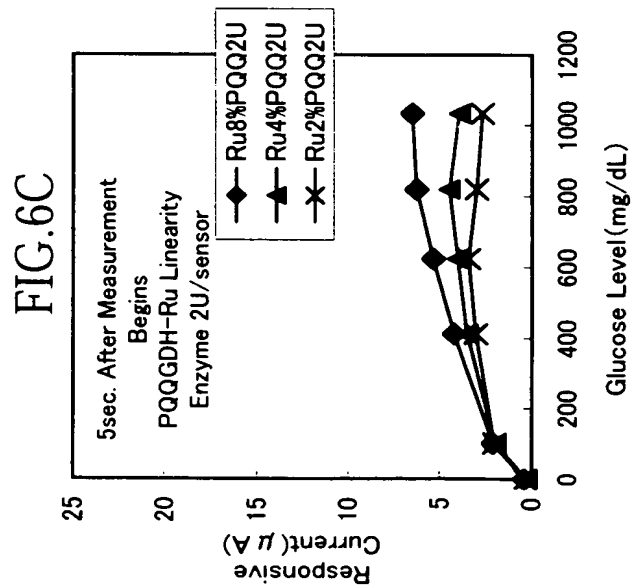 FIG.6C
5sec. After Measurement
Begins
PQQGDH-Ru Linearity
Enzyme 2U/sensor
Ru8%PQQ2U
Ru4%PQQ2U
Ru2%PQQ2U
Responsive
Current(μA)
25
20
15
10
5
0
0 200 400 600 800 1000 1200
Glucose Level(mg/dL)